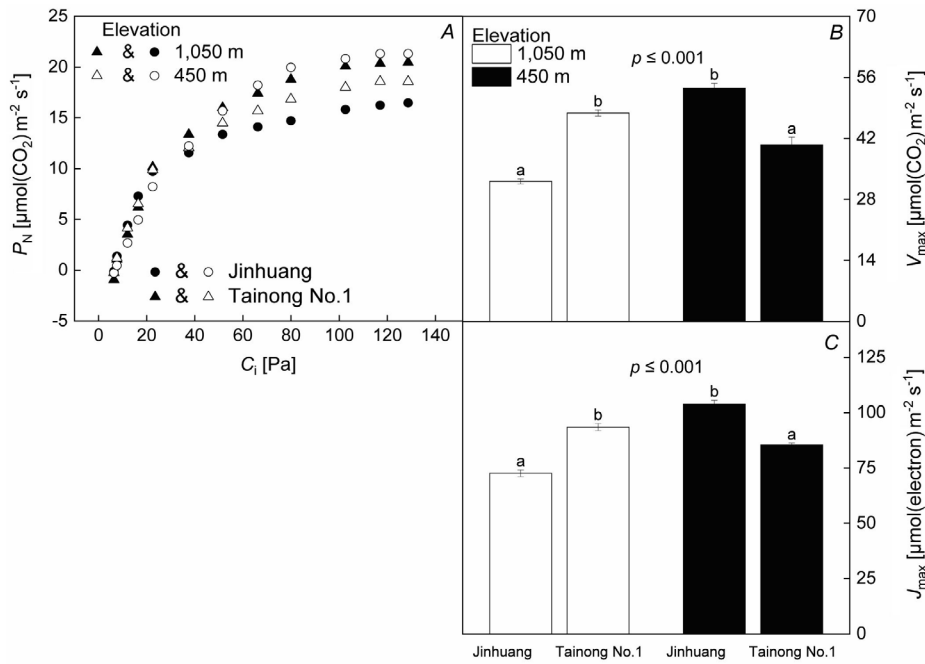 A
Elevation
▲ & ● 1,050 m
△ & ○ 450 m
● & ○ Jinhuang
▲ & △ Tainong No.1
25
20
15
10
5
0
-5
P_N [µmol(CO₂) m⁻² s⁻¹]
0 20 40 60 80 100 120 140
C_i [Pa]
B
Elevation
1,050 m
450 m
p ≤ 0.001
a b b a
70
56
42
28
14
0
V_max [µmol(CO₂) m⁻² s⁻¹]
C
p ≤ 0.001
a b b a
125
100
75
50
25
0
J_max [µmol(electron) m⁻² s⁻¹]
Jinhuang Tainong No.1 Jinhuang Tainong No.1